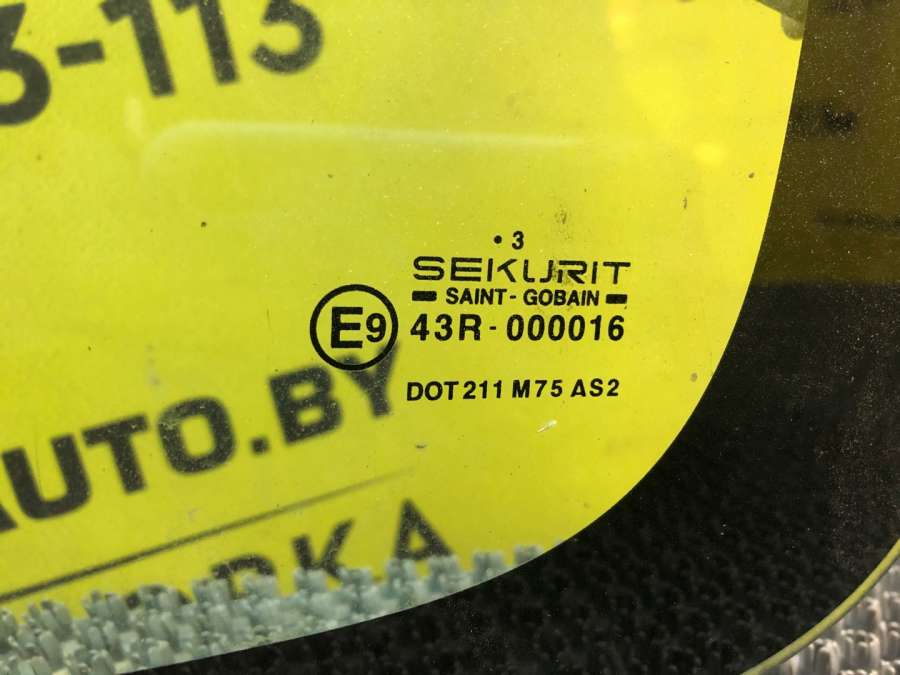 3-113
• 3
SEKURIT
SAINT-GOBAIN
E9 43R-000016
DOT 211 M75 AS2
AUTO.BY